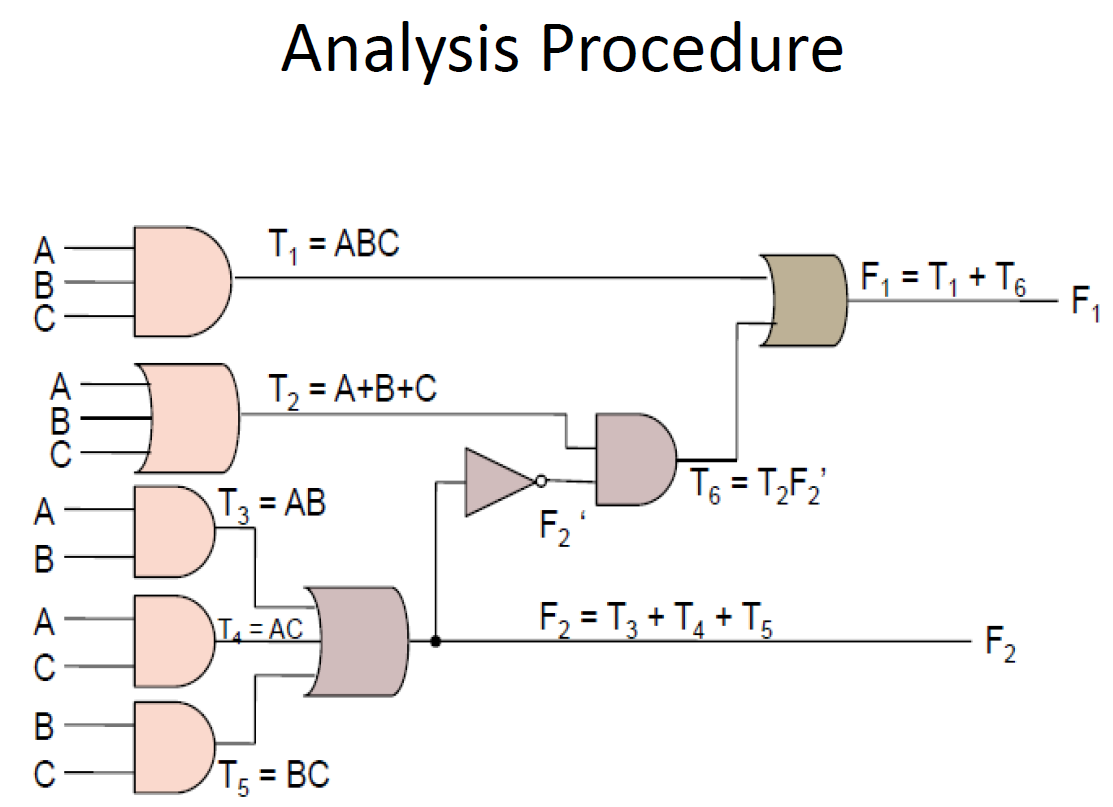 Analysis Procedure
A
B
C
T₁ = ABC
F₁ = T₁ + T₆
F₁
A
B
C
T₂ = A+B+C
T₆ = T₂F₂’
F₂ ‘
A
B
T₃ = AB
A
C
T₄ = AC
F₂ = T₃ + T₄ + T₅
F₂
B
C
T₅ = BC